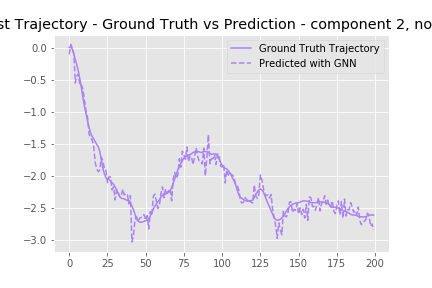 st Trajectory - Ground Truth vs Prediction - component 2, no
Ground Truth Trajectory
Predicted with GNN
0.0
−0.5
−1.0
−1.5
−2.0
−2.5
−3.0
0 25 50 75 100 125 150 175 200